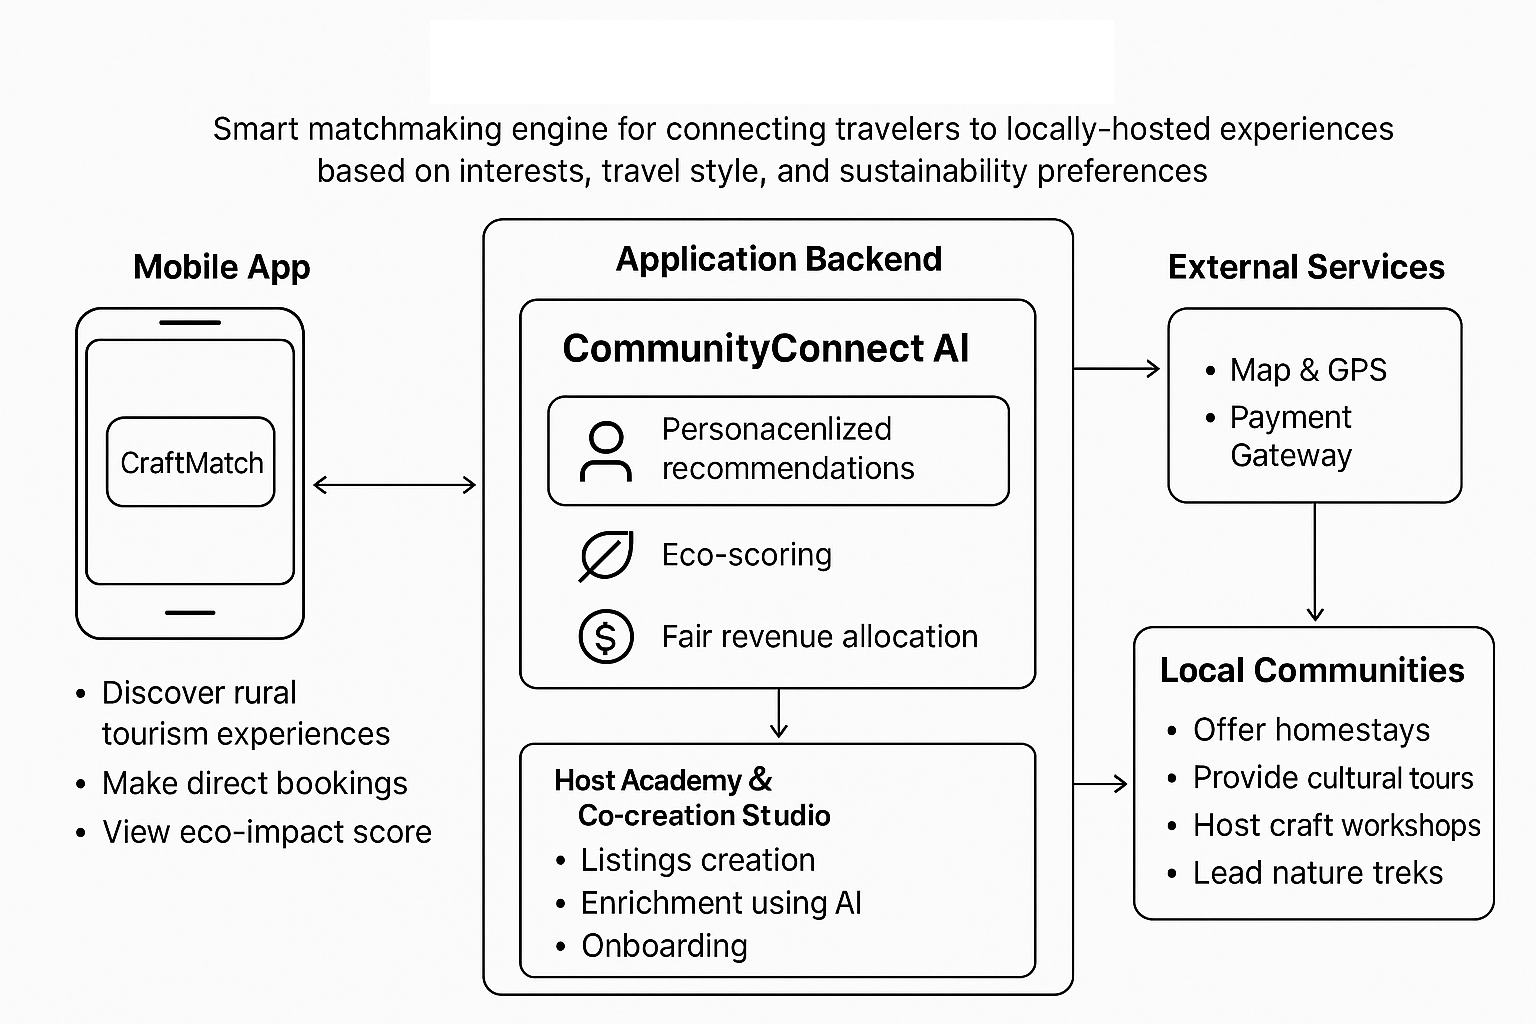 Smart matchmaking engine for connecting travelers to locally-hosted experiences
based on interests, travel style, and sustainability preferences
Mobile App
CraftMatch
• Discover rural
tourism experiences
• Make direct bookings
• View eco-impact score
Application Backend
CommunityConnect AI
Personacenlized
recommendations
Eco-scoring
$
Fair revenue allocation
Host Academy &
Co-creation Studio
• Listings creation
• Enrichment using AI
• Onboarding
External Services
• Map & GPS
• Payment
Gateway
Local Communities
• Offer homestays
• Provide cultural tours
• Host craft workshops
• Lead nature treks